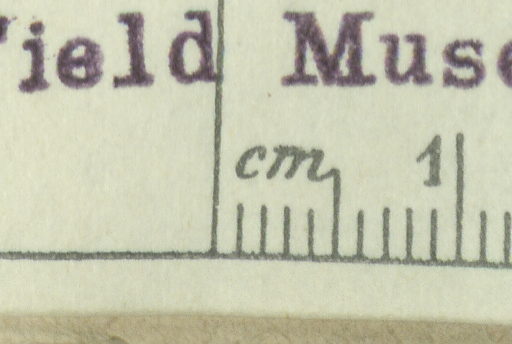 ield Muse
cm 1